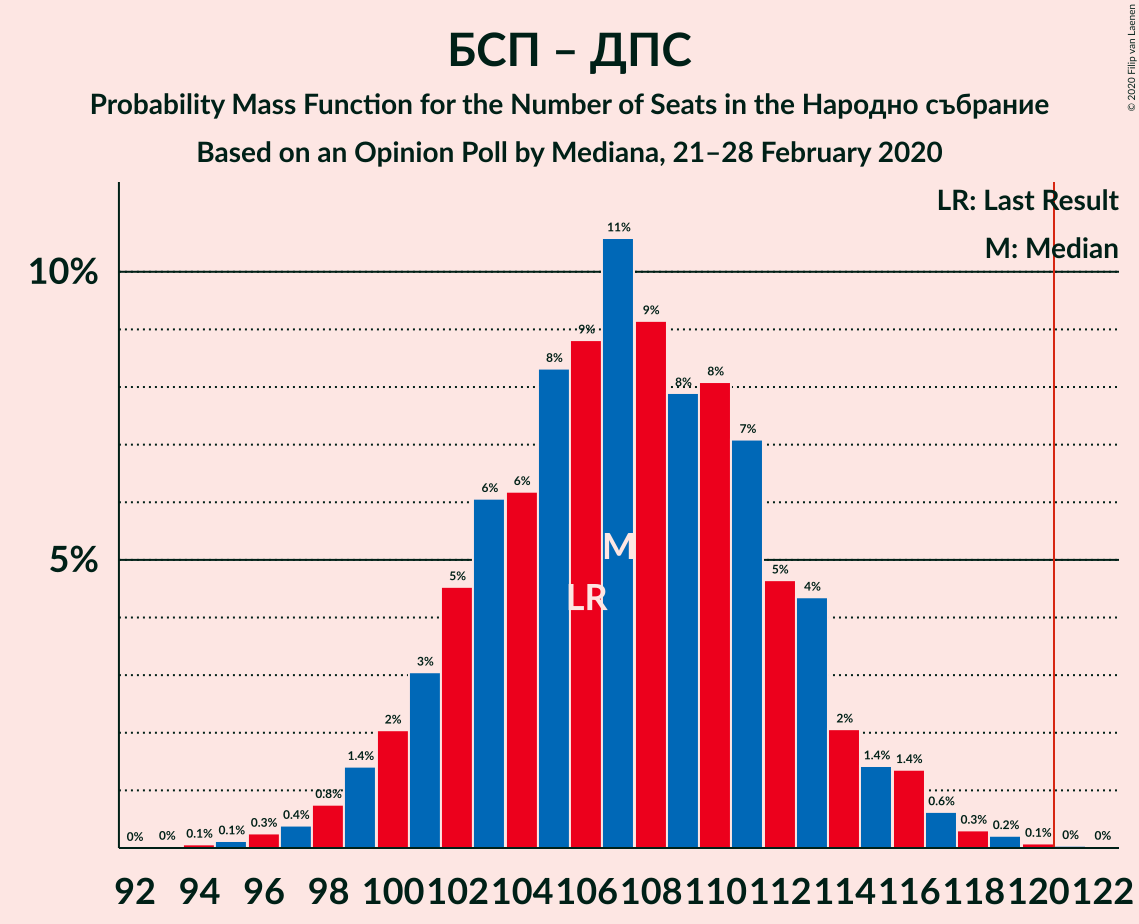 БСП – ДПС
Probability Mass Function for the Number of Seats in the Народно събрание
Based on an Opinion Poll by Mediana, 21–28 February 2020
© 2020 Filip van Laenen
LR: Last Result
M: Median
10%
5%
0% 0% 0.1% 0.1% 0.3% 0.4% 0.8% 1.4% 2% 3% 5% 6% 6% 8% 9% 11% 9% 8% 8% 7% 5% 4% 2% 1.4% 1.4% 0.6% 0.3% 0.2% 0.1% 0% 0%
M
LR
92 94 96 98 100 102 104 106 108 110 112 114 116 118 120 122